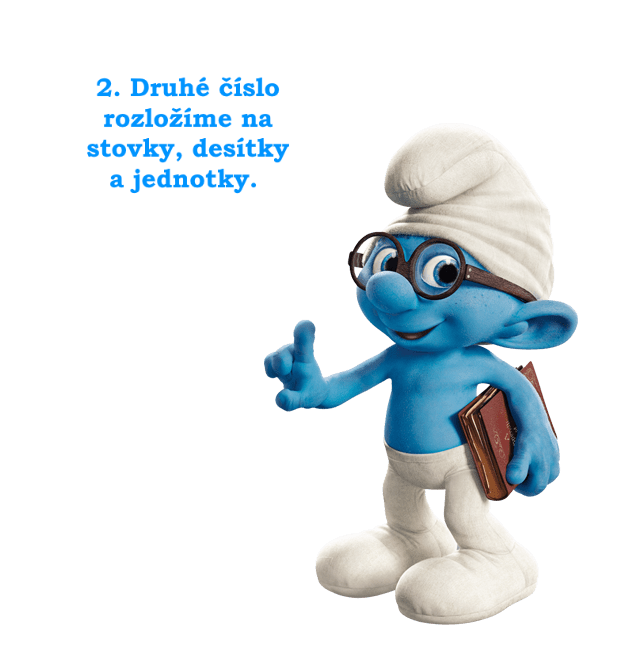 2. Druhé číslo
rozložíme na
stovky, desítky
a jednotky.